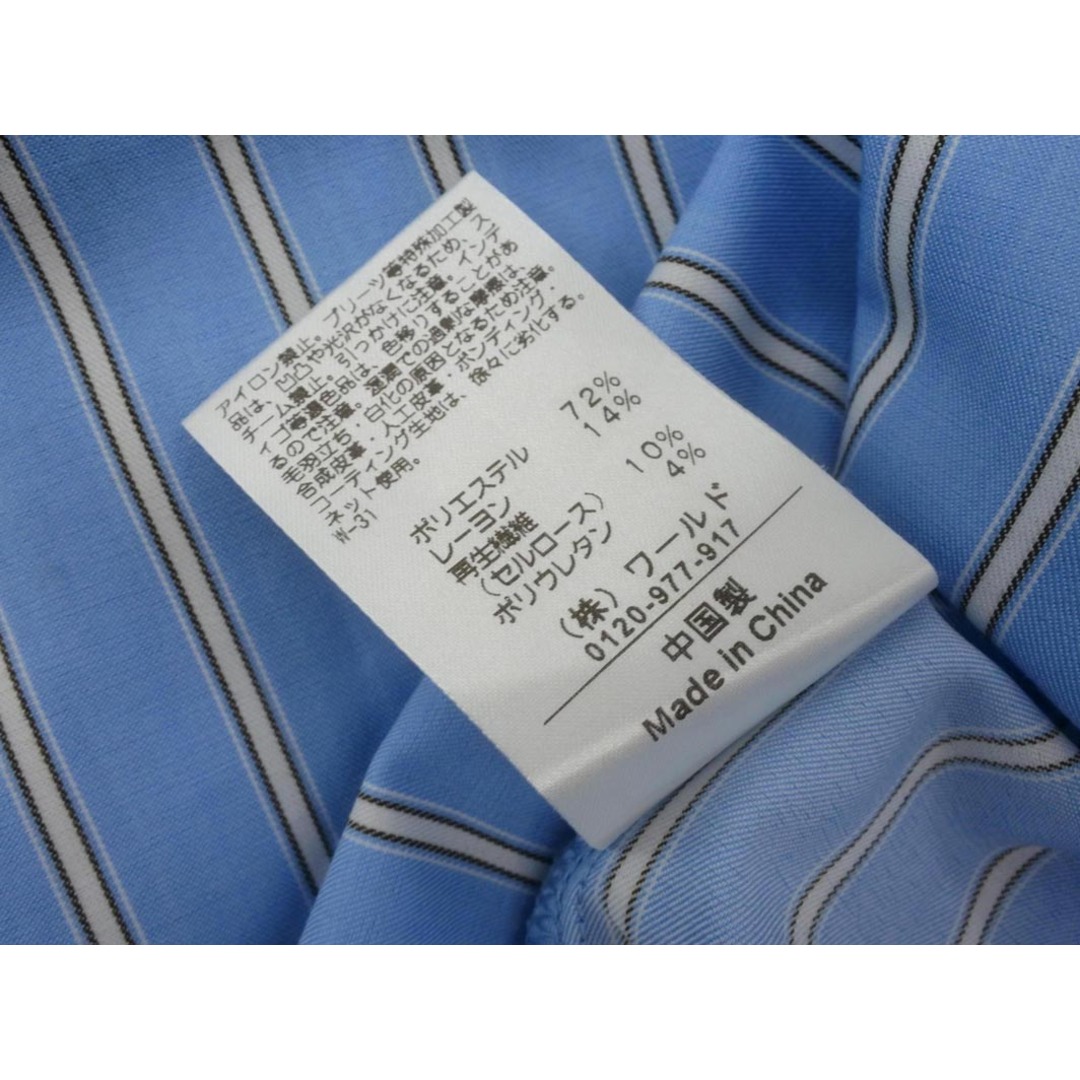 アイロン禁止。プリーツ等特殊加工製
品は、凹凸や光沢がなくなるため、ス
チーム禁止。引っかけに注意。インデ
ィゴ等濃色品は、色移りすることがあ
るので注意。湿潤での過剰な摩擦は、
毛羽立ち・白化の原因となるため注意。
合成皮革・人工皮革・ボンディング・
コーティング生地は、徐々に劣化する。
ネット使用。
W-31
ポリエステル 72%
レーヨン 14%
再生繊維
(セルロース) 10%
ポリウレタン 4%
(株) ワールド
0120-977-917
中国製
Made in China